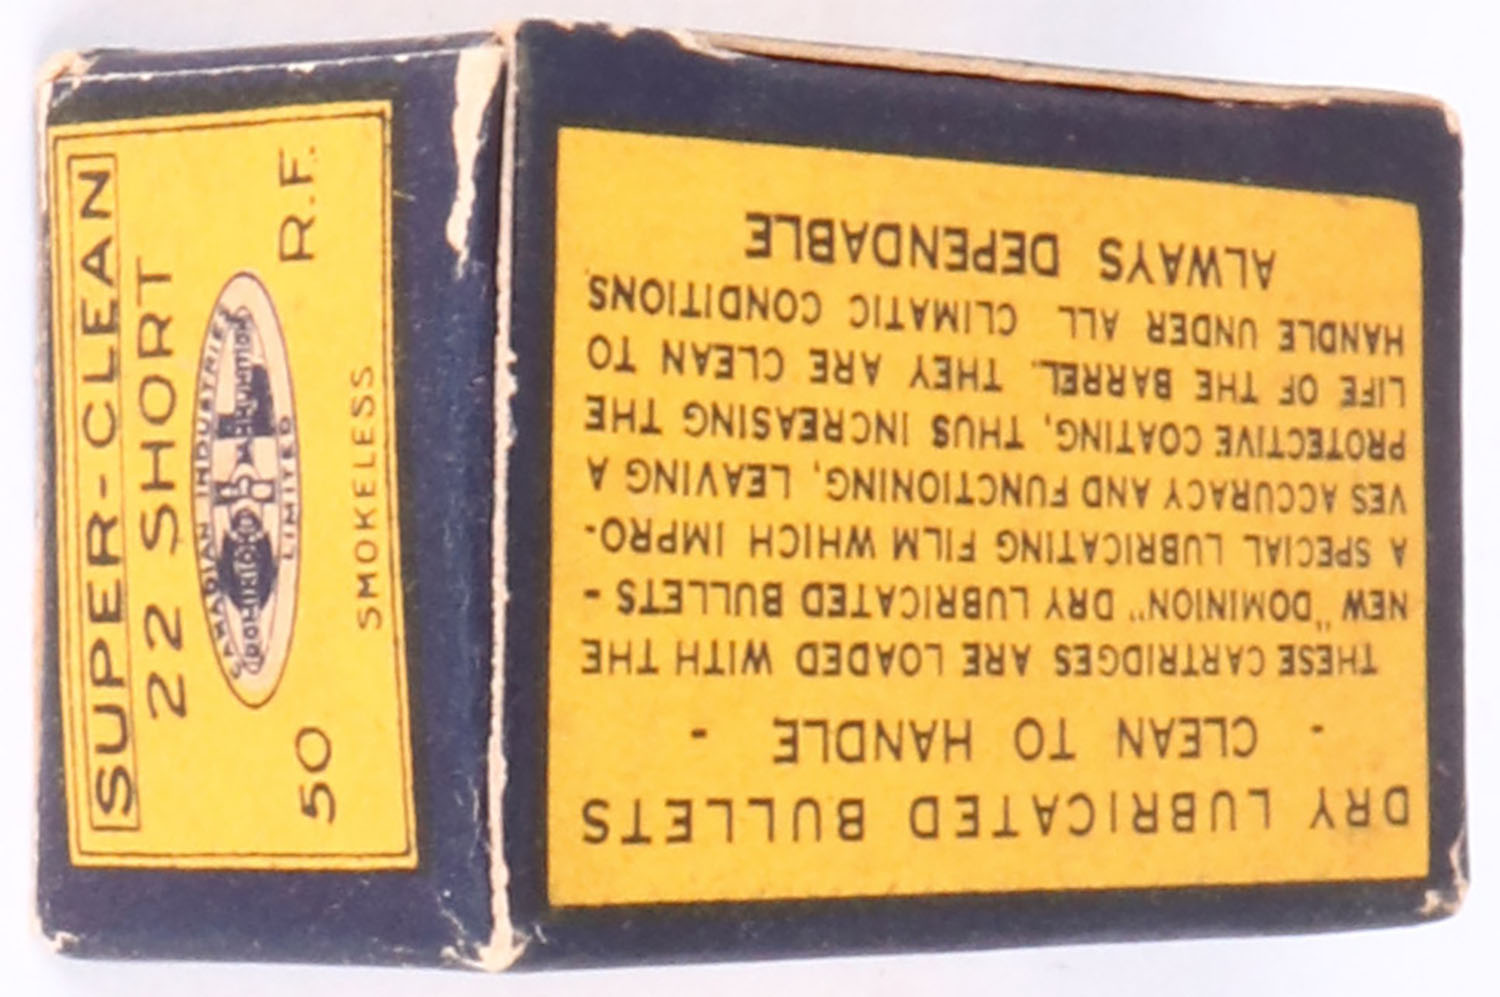 SUPER-CLEAN
22 SHORT
CANADIAN INDUSTRIES
DOMINION AMMUNITION
LIMITED
50 R.F.
SMOKELESS
DRY LUBRICATED BULLETS
- CLEAN TO HANDLE -
THESE CARTRIDGES ARE LOADED WITH THE
NEW "DOMINION" DRY LUBRICATED BULLETS -
A SPECIAL LUBRICATING FILM WHICH IMPRO-
VES ACCURACY AND FUNCTIONING, LEAVING A
PROTECTIVE COATING, THUS INCREASING THE
LIFE OF THE BARREL. THEY ARE CLEAN TO
HANDLE UNDER ALL CLIMATIC CONDITIONS
ALWAYS DEPENDABLE